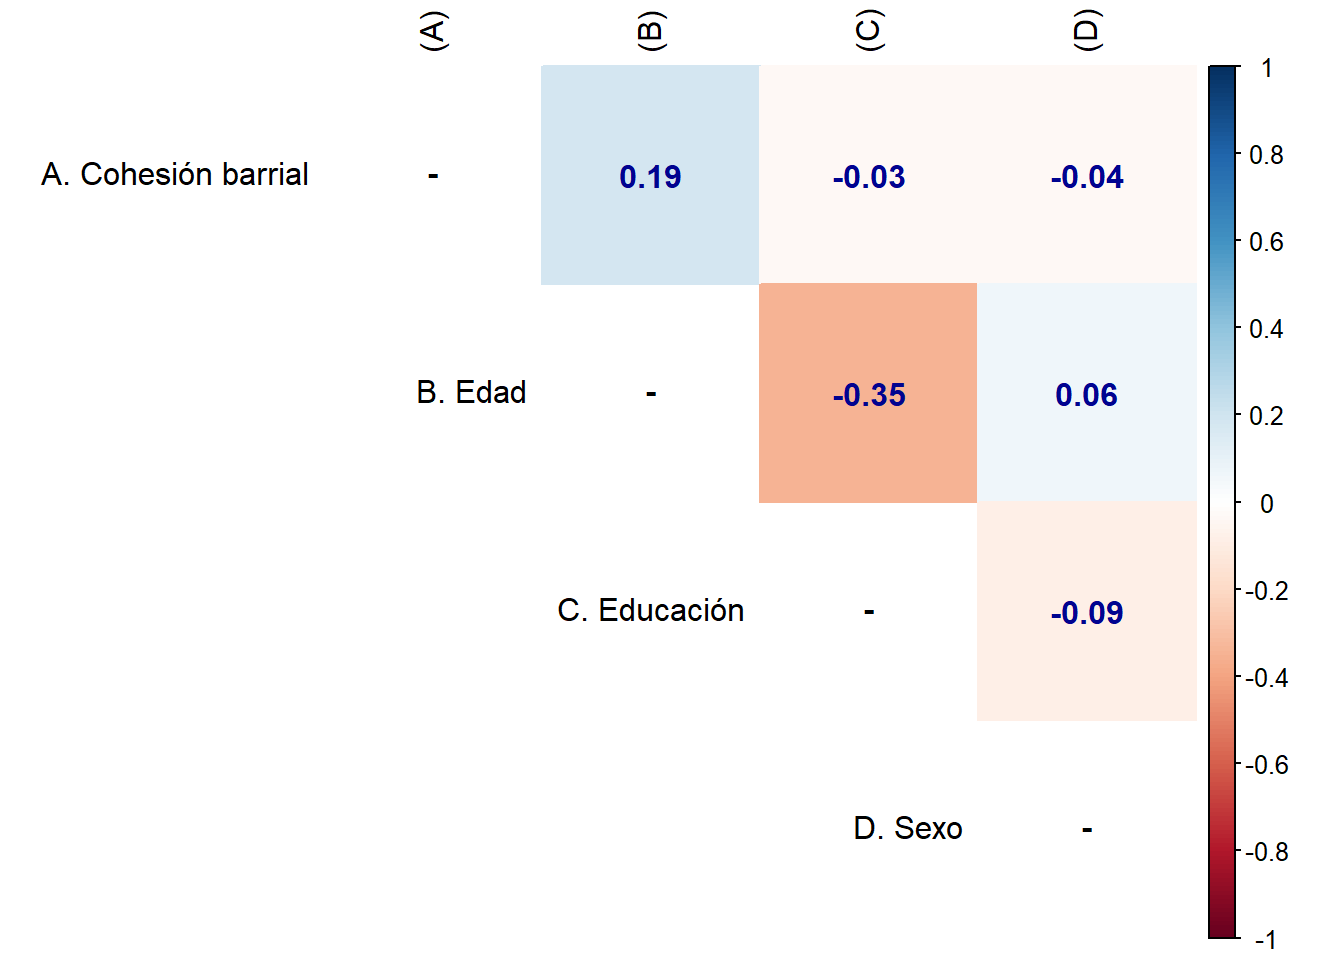 (A) (B) (C) (D)
A. Cohesión barrial - 0.19 -0.03 -0.04
B. Edad - -0.35 0.06
C. Educación - -0.09
D. Sexo -
1
0.8
0.6
0.4
0.2
0
-0.2
-0.4
-0.6
-0.8
-1